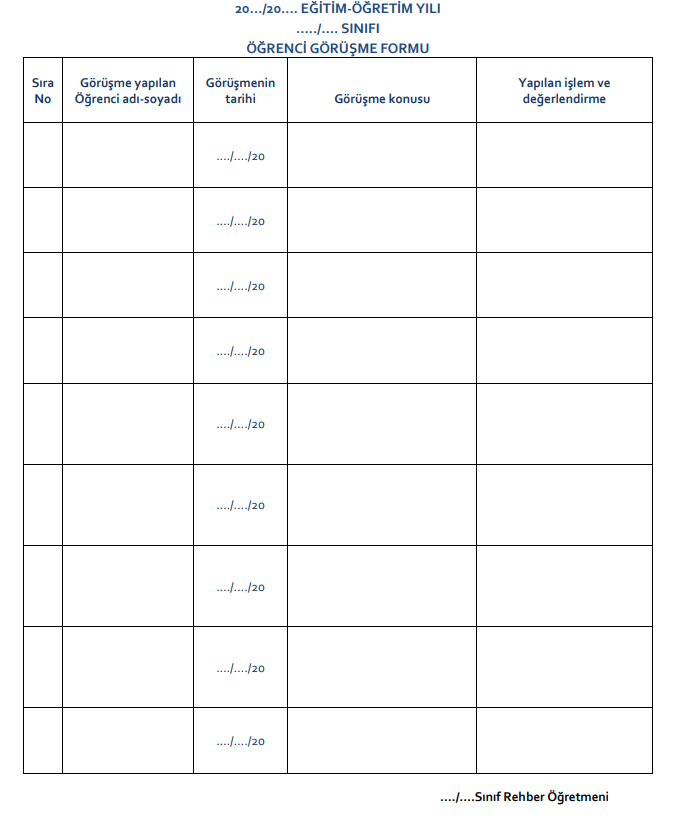 20.../20.... EĞİTİM-ÖĞRETİM YILI
...../.... SINIFI
ÖĞRENCİ GÖRÜŞME FORMU
Sıra No
Görüşme yapılan Öğrenci adı-soyadı
Görüşmenin tarihi
Görüşme konusu
Yapılan işlem ve değerlendirme
..../..../20
..../..../20
..../..../20
..../..../20
..../..../20
..../..../20
..../..../20
..../..../20
..../..../20
..../....Sınıf Rehber Öğretmeni